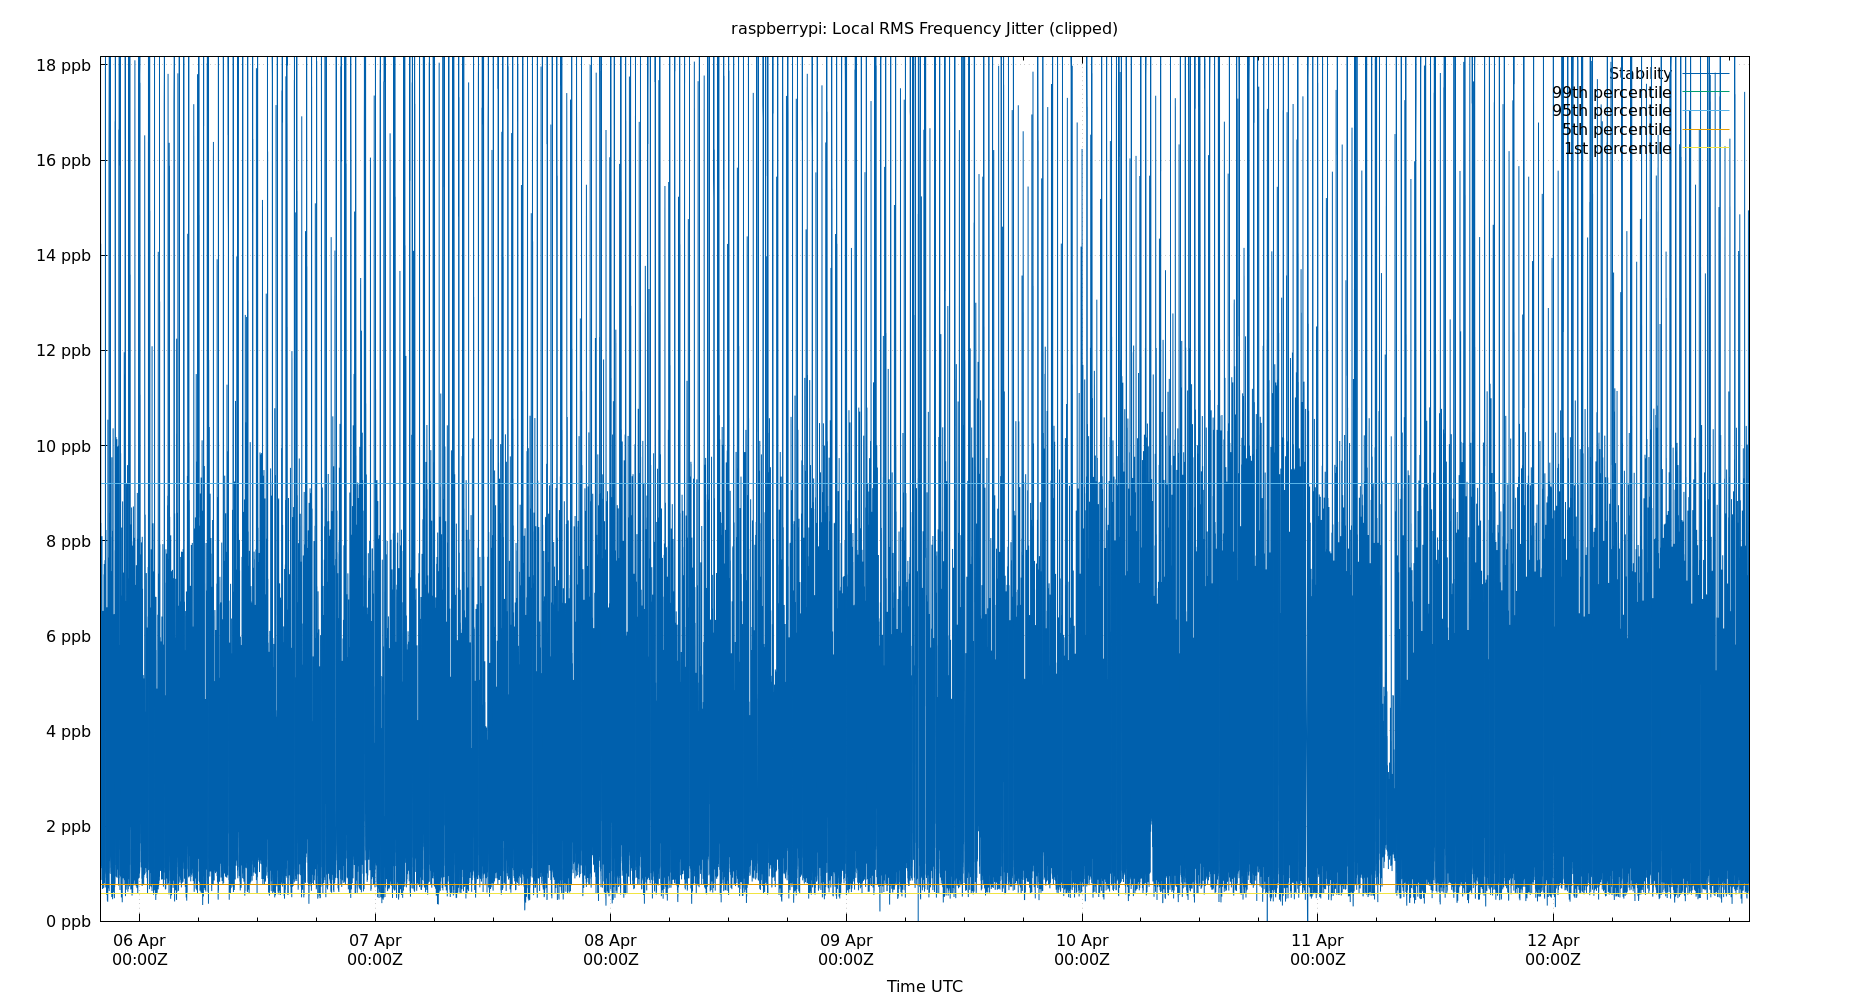 raspberrypi: Local RMS Frequency Jitter (clipped)
18 ppb
16 ppb
14 ppb
12 ppb
10 ppb
8 ppb
6 ppb
4 ppb
2 ppb
0 ppb
Stability
99th percentile
95th percentile
5th percentile
1st percentile
06 Apr
00:00Z
07 Apr
00:00Z
08 Apr
00:00Z
09 Apr
00:00Z
10 Apr
00:00Z
11 Apr
00:00Z
12 Apr
00:00Z
Time UTC